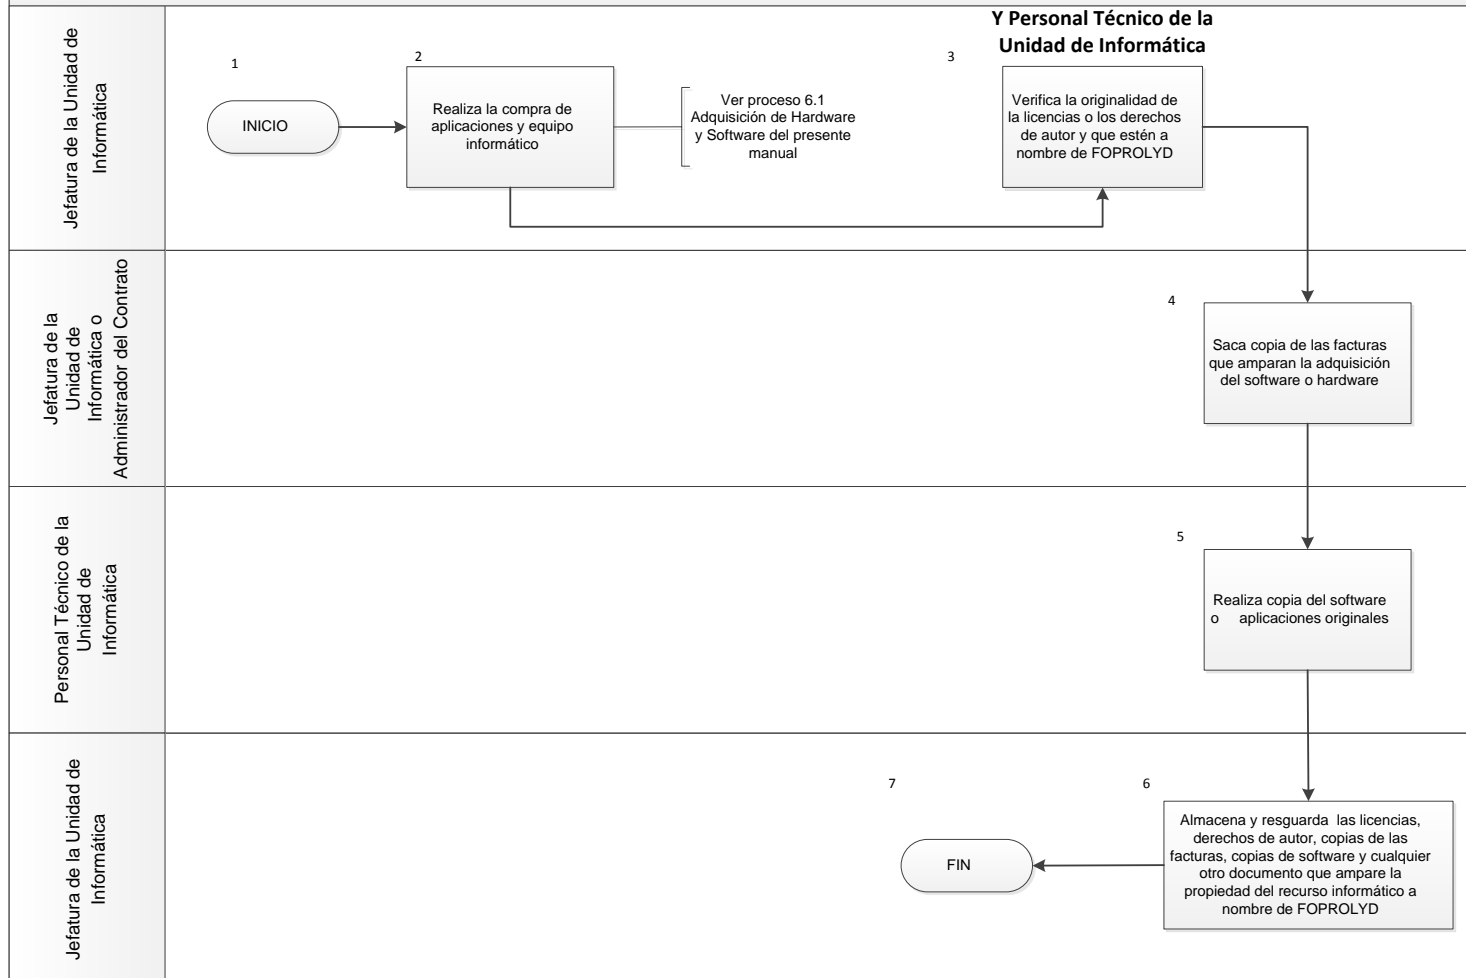 Jefatura de la Unidad de
Informática
1
INICIO
2
Realiza la compra de
aplicaciones y equipo
informático
Ver proceso 6.1
Adquisición de Hardware
y Software del presente
manual
Y Personal Técnico de la
Unidad de Informática
3
Verifica la originalidad de
la licencias o los derechos
de autor y que estén a
nombre de FOPROLYD
Jefatura de la
Unidad de
Informática o
Administrador del Contrato
4
Saca copia de las facturas
que amparan la adquisición
del software o hardware
Personal Técnico de la
Unidad de
Informática
5
Realiza copia del software
o aplicaciones originales
Jefatura de la Unidad de
Informática
7
FIN
6
Almacena y resguarda las licencias,
derechos de autor, copias de las
facturas, copias de software y cualquier
otro documento que ampare la
propiedad del recurso informático a
nombre de FOPROLYD